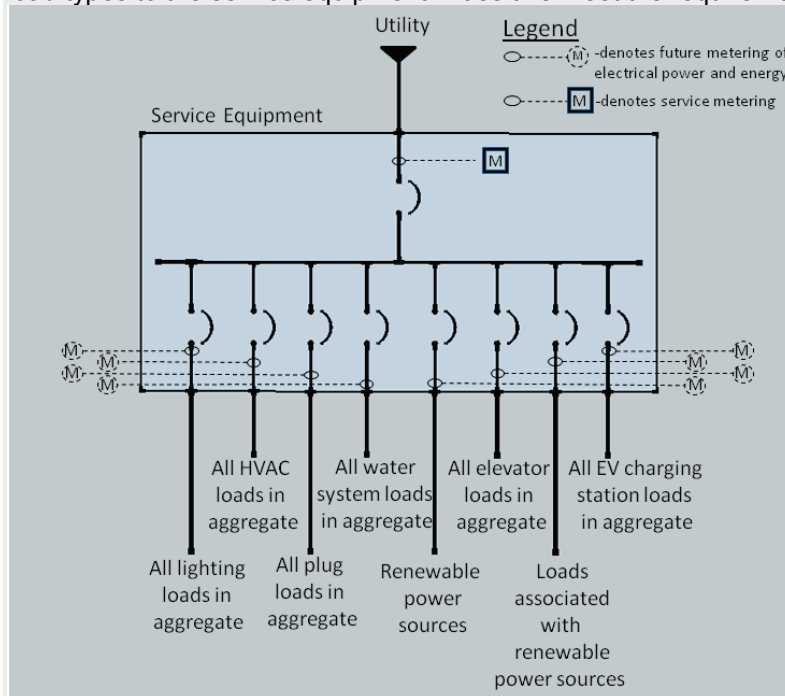 Utility
Legend
M -denotes future metering of
electrical power and energy
M -denotes service metering
Service Equipment
M
M
M
M
M
M
M
M
M
All HVAC
loads in
aggregate
All water
system loads
in aggregate
All elevator
loads in
aggregate
All EV charging
station loads
in aggregate
All lighting
loads in
aggregate
All plug
loads in
aggregate
Renewable
power
sources
Loads
associated
with
renewable
power sources